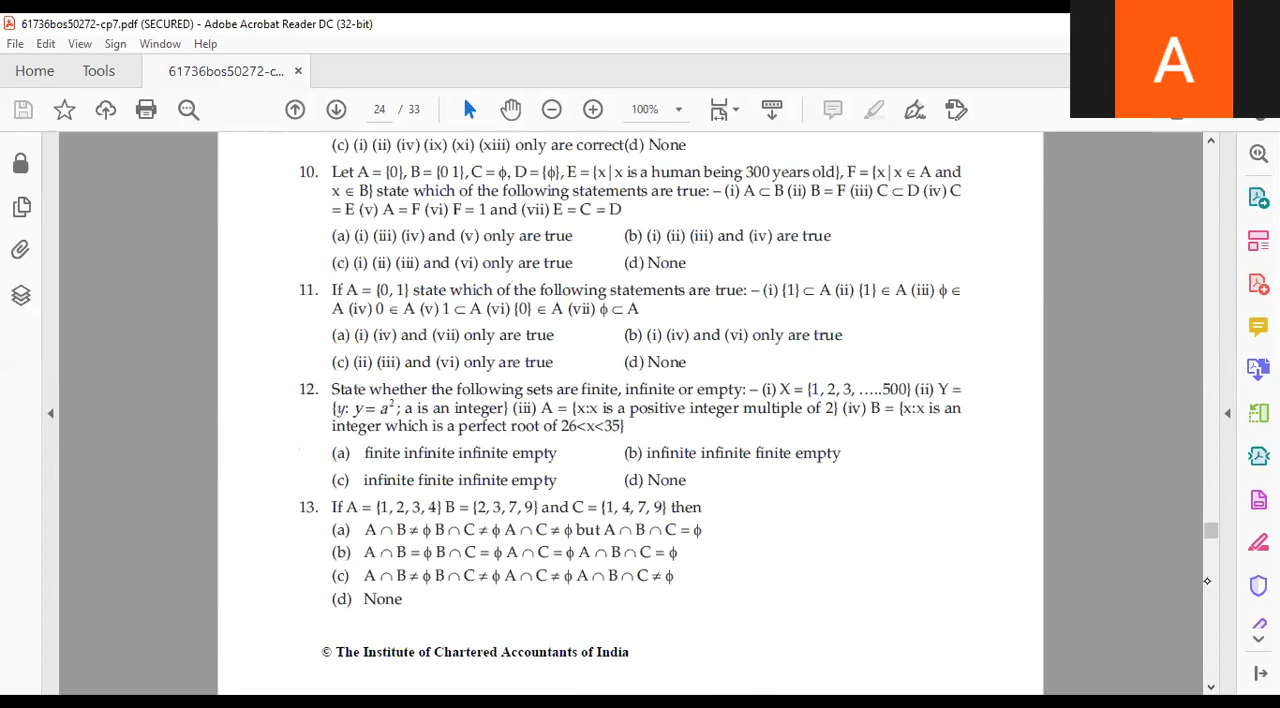 61736bos50272-cp7.pdf (SECURED) - Adobe Acrobat Reader DC (32-bit)
File Edit View Sign Window Help
Home Tools 61736bos50272-c... ×
24 / 33 100%
A
(c) (i) (ii) (iv) (ix) (xi) (xiii) only are correct(d) None
10. Let A = {0}, B = {0 1}, C = ϕ, D = {ϕ}, E = {x|x is a human being 300 years old}, F = {x|x ∈ A and
x ∈ B} state which of the following statements are true: – (i) A ⊂ B (ii) B = F (iii) C ⊂ D (iv) C
= E (v) A = F (vi) F = 1 and (vii) E = C = D
(a) (i) (iii) (iv) and (v) only are true (b) (i) (ii) (iii) and (iv) are true
(c) (i) (ii) (iii) and (vi) only are true (d) None
11. If A = {0, 1} state which of the following statements are true: – (i) {1} ⊂ A (ii) {1} ∈ A (iii) ϕ ∈
A (iv) 0 ∈ A (v) 1 ⊂ A (vi) {0} ∈ A (vii) ϕ ⊂ A
(a) (i) (iv) and (vii) only are true (b) (i) (iv) and (vi) only are true
(c) (ii) (iii) and (vi) only are true (d) None
12. State whether the following sets are finite, infinite or empty: – (i) X = {1, 2, 3, …..500} (ii) Y =
{y: y = a²; a is an integer} (iii) A = {x:x is a positive integer multiple of 2} (iv) B = {x:x is an
integer which is a perfect root of 26<x<35}
(a) finite infinite infinite empty (b) infinite infinite finite empty
(c) infinite finite infinite empty (d) None
13. If A = {1, 2, 3, 4} B = {2, 3, 7, 9} and C = {1, 4, 7, 9} then
(a) A ∩ B ≠ ϕ B ∩ C ≠ ϕ A ∩ C ≠ ϕ but A ∩ B ∩ C = ϕ
(b) A ∩ B = ϕ B ∩ C = ϕ A ∩ C = ϕ A ∩ B ∩ C = ϕ
(c) A ∩ B ≠ ϕ B ∩ C ≠ ϕ A ∩ C ≠ ϕ A ∩ B ∩ C ≠ ϕ
(d) None
© The Institute of Chartered Accountants of India